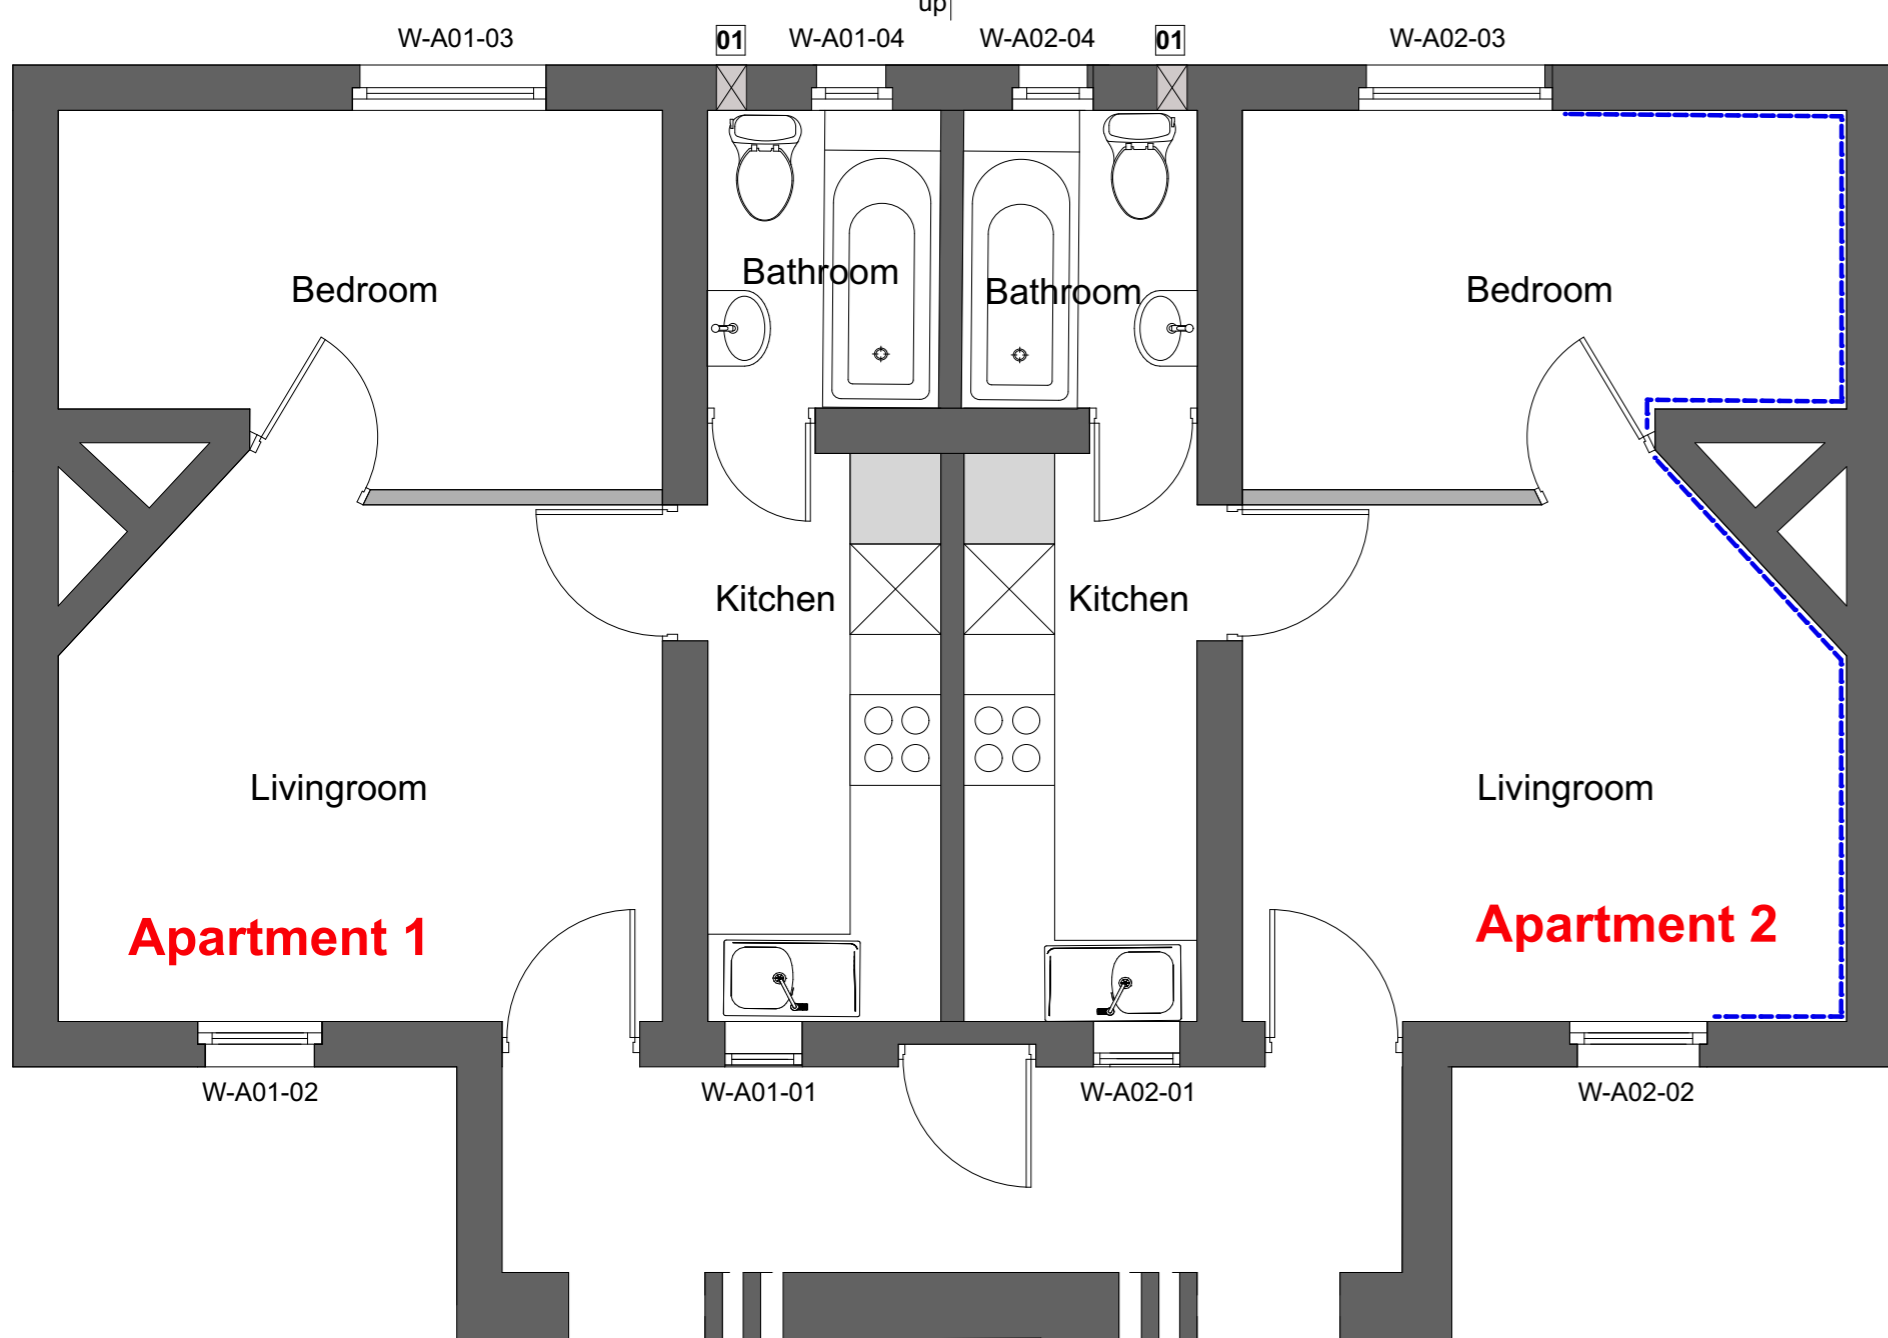 up
W-A01-03
01
W-A01-04
W-A02-04
01
W-A02-03
Bedroom
Bathroom
Bathroom
Bedroom
Kitchen
Kitchen
Livingroom
Livingroom
Apartment 1
Apartment 2
W-A01-02
W-A01-01
W-A02-01
W-A02-02